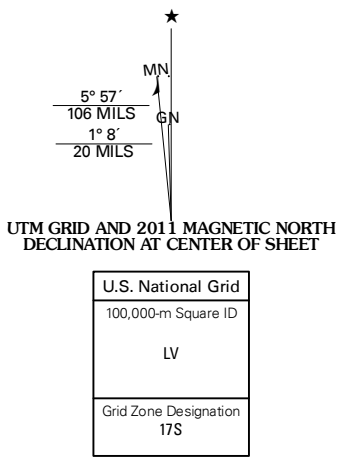 ★
MN
5° 57´
106 MILS
GN
1° 8´
20 MILS
UTM GRID AND 2011 MAGNETIC NORTH
DECLINATION AT CENTER OF SHEET
U.S. National Grid
100,000-m Square ID
LV
Grid Zone Designation
17S